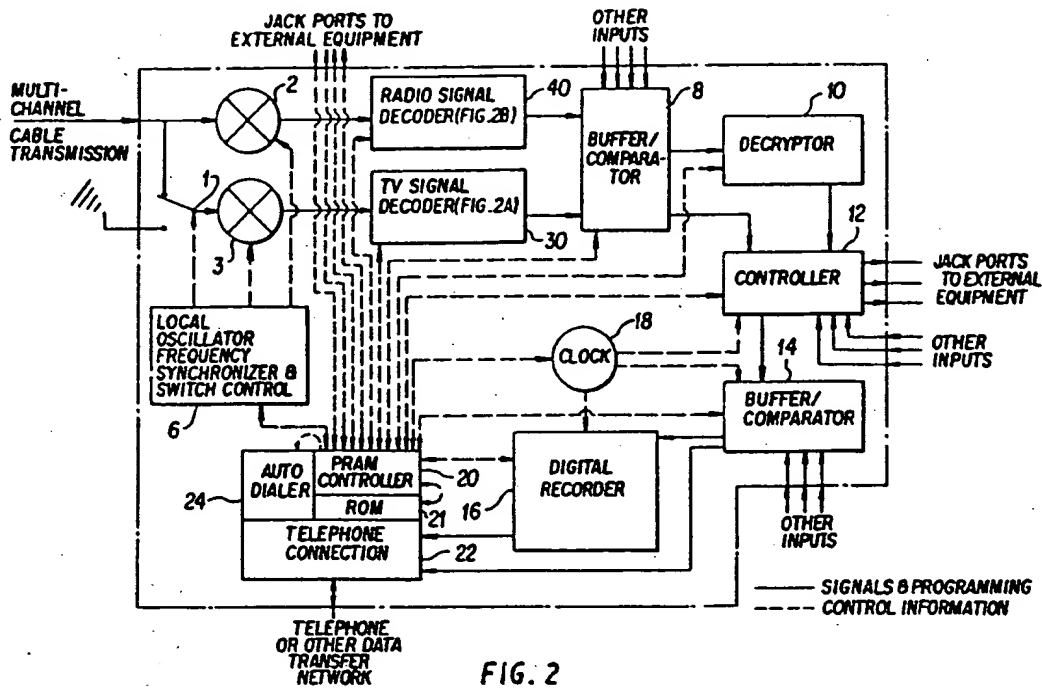 JACK PORTS TO
EXTERNAL EQUIPMENT
OTHER
INPUTS
MULTI-
CHANNEL
CABLE
TRANSMISSION
2
RADIO SIGNAL
DECODER(FIG.2B)
40
8
BUFFER/
COMPARA-
TOR
10
DECRYPTOR
1
3
TV SIGNAL
DECODER(FIG.2A)
30
12
CONTROLLER
JACK PORTS
TO EXTERNAL
EQUIPMENT
OTHER
INPUTS
LOCAL
OSCILLATOR
FREQUENCY
SYNCHRONIZER &
SWITCH CONTROL
6
18
CLOCK
14
BUFFER/
COMPARATOR
AUTO
DIALER
24
PRAM
CONTROLLER
20
ROM
21
TELEPHONE
CONNECTION
22
16
DIGITAL
RECORDER
OTHER
INPUTS
SIGNALS & PROGRAMMING
CONTROL INFORMATION
TELEPHONE
OR OTHER DATA
TRANSFER
NETWORK
FIG. 2